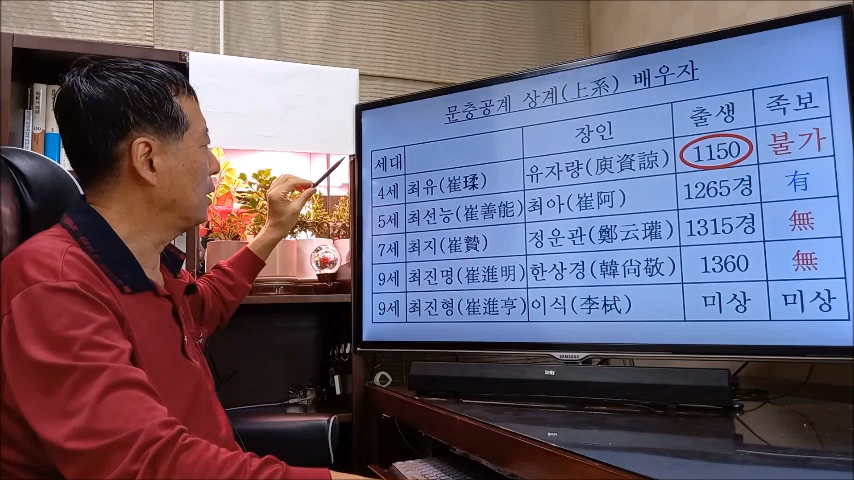 문충공계 상계(上系) 배우자
세대 장인 출생 족보
4세 최유(崔瑈) 유자량(庾資諒) 1150 불가
5세 최선능(崔善能) 최아(崔阿) 1265경 有
7세 최지(崔贄) 정운관(鄭云瓘) 1315경 無
9세 최진명(崔進明) 한상경(韓尙敬) 1360 無
9세 최진형(崔進亨) 이식(李栻) 미상 미상
SAMSUNG
Britz